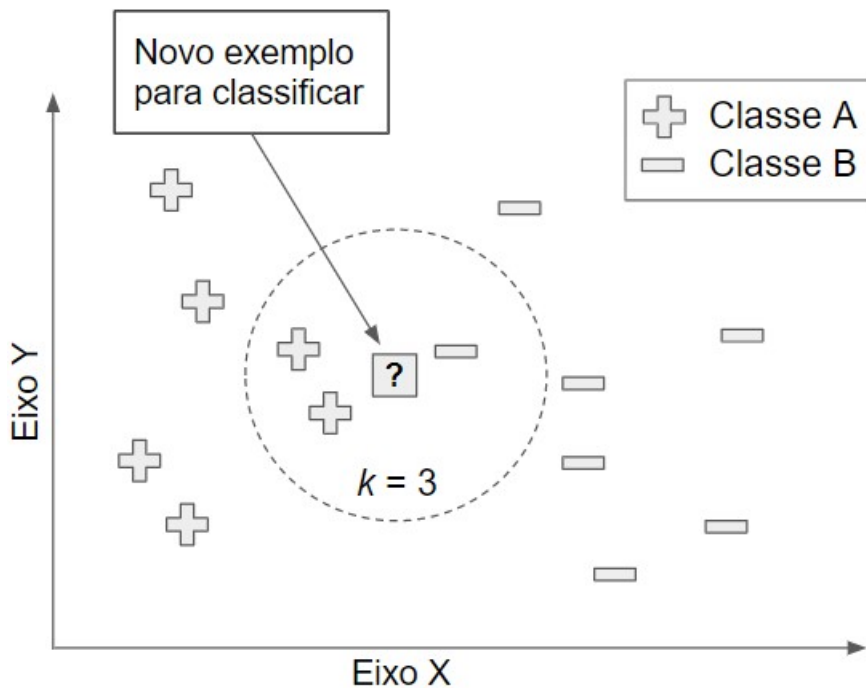 Novo exemplo
para classificar
Classe A
Classe B
?
k = 3
Eixo Y
Eixo X